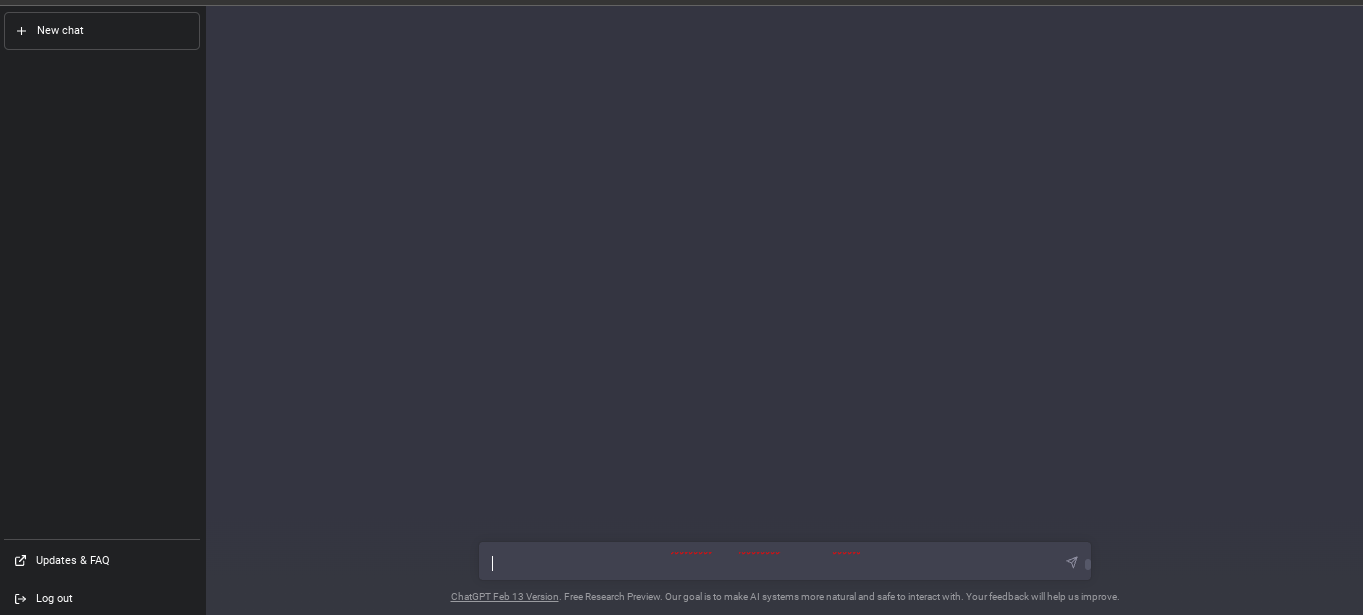 New chat
Updates & FAQ
Log out
ChatGPT Feb 13 Version. Free Research Preview. Our goal is to make AI systems more natural and safe to interact with. Your feedback will help us improve.